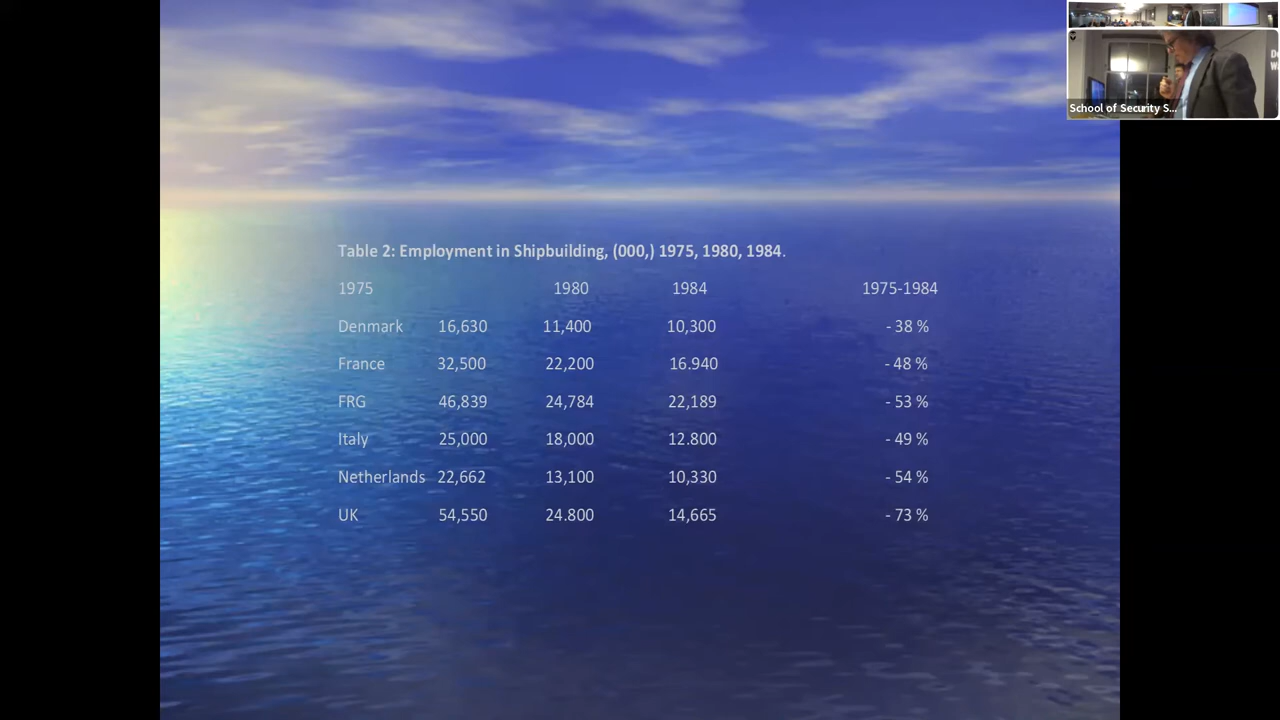 Table 2: Employment in Shipbuilding, (000,) 1975, 1980, 1984.
1975 1980 1984 1975-1984
Denmark 16,630 11,400 10,300 - 38 %
France 32,500 22,200 16.940 - 48 %
FRG 46,839 24,784 22,189 - 53 %
Italy 25,000 18,000 12.800 - 49 %
Netherlands 22,662 13,100 10,330 - 54 %
UK 54,550 24.800 14,665 - 73 %
School of Security S...